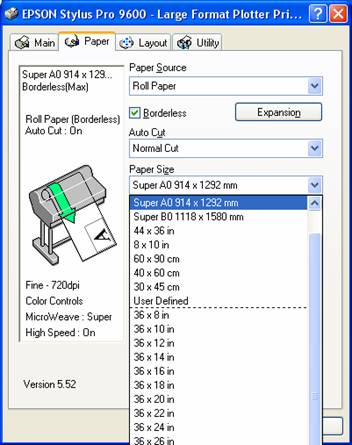 EPSON Stylus Pro 9600 - Large Format Plotter Pri...
Main
Paper
Layout
Utility
Super A0 914 x 129...
Borderless(Max)
Roll Paper (Borderless)
Auto Cut : On
A
Fine - 720dpi
Color Controls
MicroWeave : Super
High Speed : On
Version 5.52
Paper Source
Roll Paper
Borderless
Expansion
Auto Cut
Normal Cut
Paper Size
Super A0 914 x 1292 mm
Super A0 914 x 1292 mm
Super B0 1118 x 1580 mm
44 x 36 in
8 x 10 in
60 x 90 cm
40 x 60 cm
30 x 45 cm
User Defined
36 x 8 in
36 x 10 in
36 x 12 in
36 x 14 in
36 x 16 in
36 x 18 in
36 x 20 in
36 x 22 in
36 x 24 in
36 x 26 in